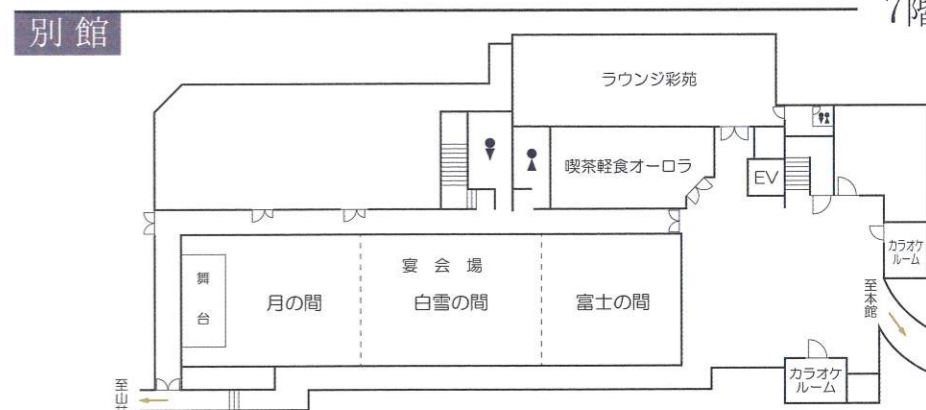 7階
別館
ラウンジ彩苑
喫茶軽食オーロラ
EV
カラオケ
ルーム
宴会場
舞台
月の間
白雪の間
富士の間
至本館
カラオケ
ルーム
至山荘